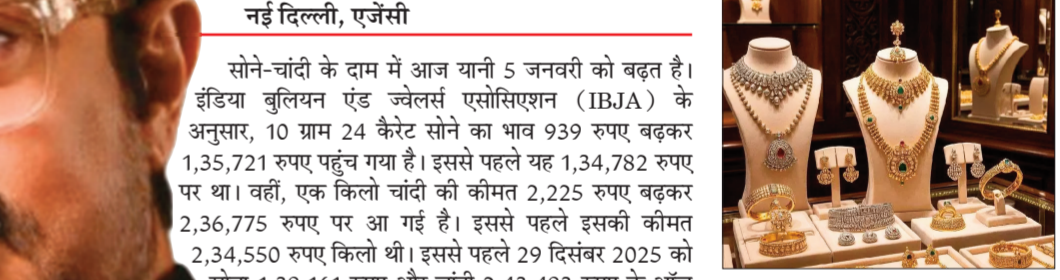 नई दिल्ली, एजेंसी
सोने-चांदी के दाम में आज यानी 5 जनवरी को बढ़त है।
इंडिया बुलियन एंड ज्वेलर्स एसोसिएशन (IBJA) के
अनुसार, 10 ग्राम 24 कैरेट सोने का भाव 939 रुपए बढ़कर
1,35,721 रुपए पहुंच गया है। इससे पहले यह 1,34,782 रुपए
पर था। वहीं, एक किलो चांदी की कीमत 2,225 रुपए बढ़कर
2,36,775 रुपए पर आ गई है। इससे पहले इसकी कीमत
2,34,550 रुपए किलो थी। इससे पहले 29 दिसंबर 2025 को